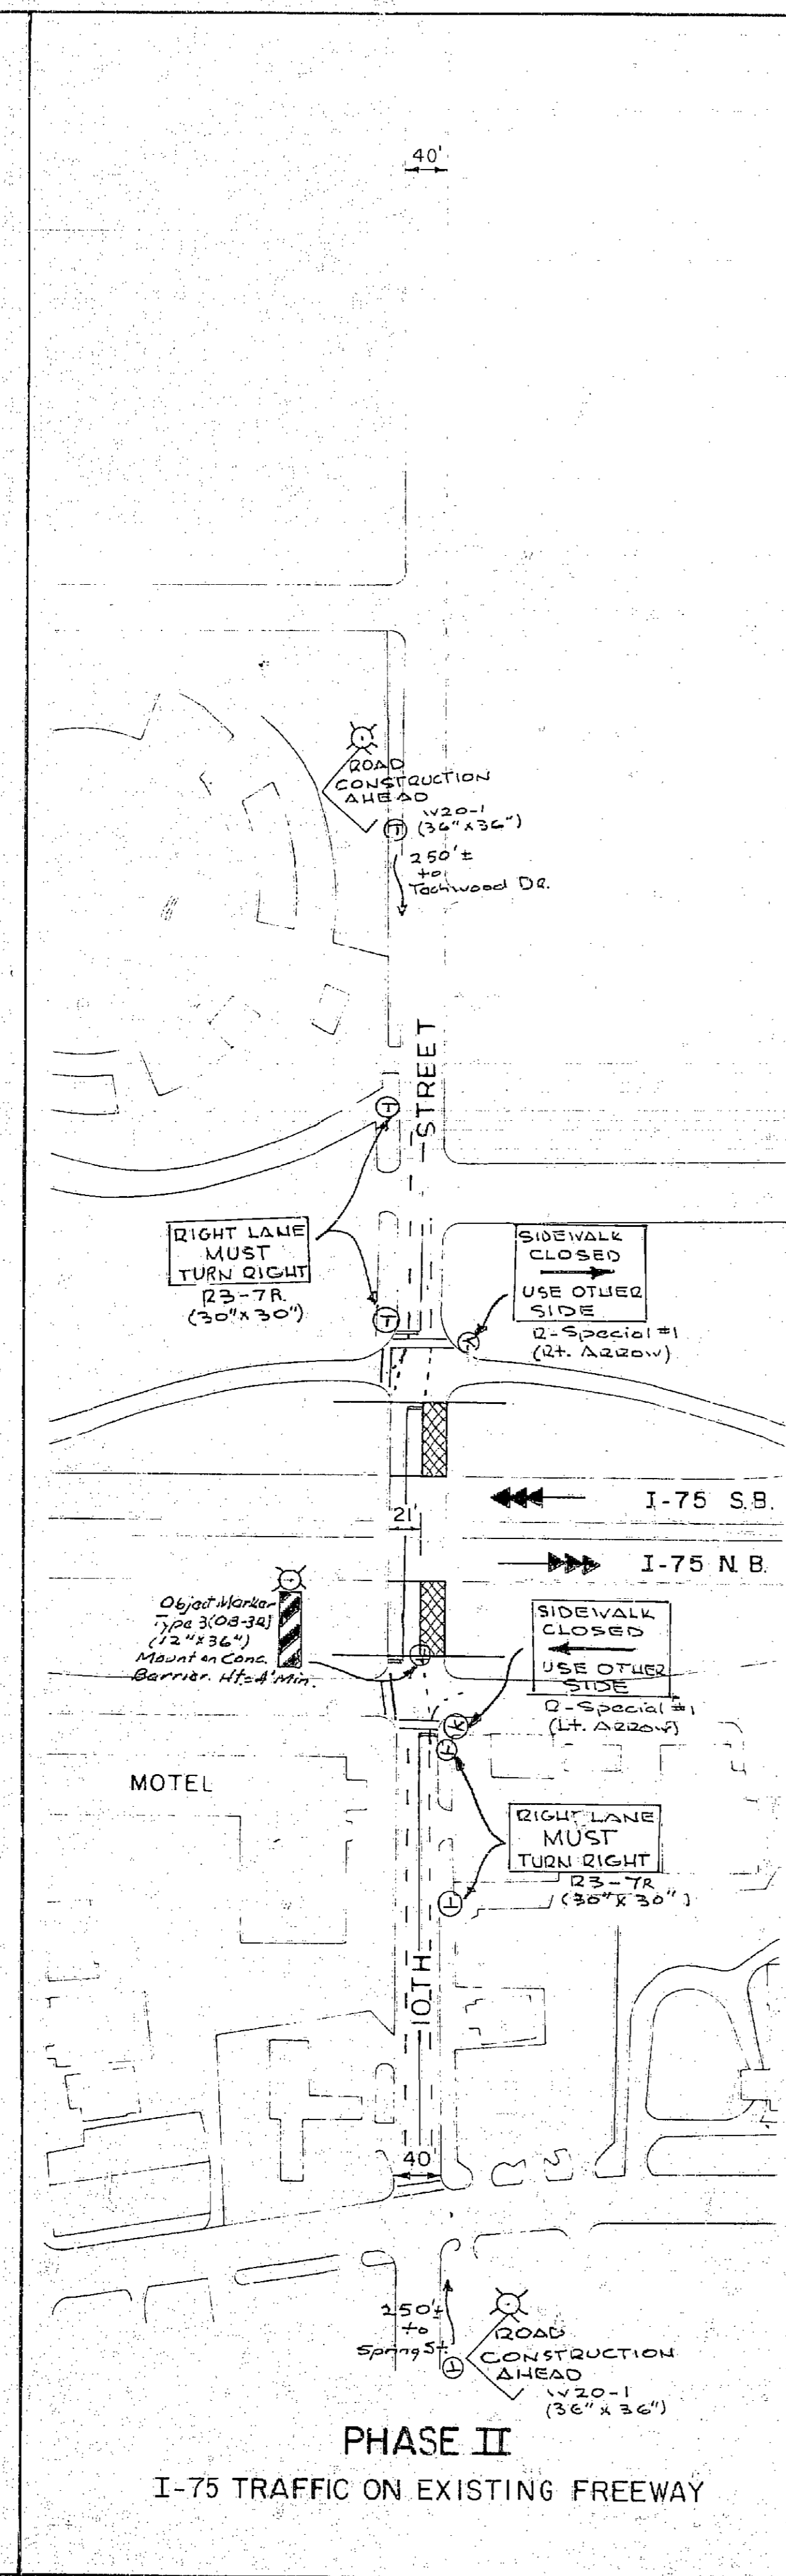 40'
ROAD
CONSTRUCTION
AHEAD
W20-1
(36"x36")
250'±
to
Techwood DR.
STREET
RIGHT LANE
MUST
TURN RIGHT
R3-7R
(30"x30")
SIDEWALK
CLOSED
USE OTHER
SIDE
R-Special #1
(Rt. Arrow)
21'
I-75 S.B.
I-75 N.B.
Object Marker
Type 3(OB-3R)
(12"x36")
Mount on Conc.
Barrier. Ht=4' Min.
SIDEWALK
CLOSED
USE OTHER
SIDE
R-Special #1
(Lt. Arrow)
MOTEL
RIGHT LANE
MUST
TURN RIGHT
R3-7R
(30"x30")
10TH
40'
250'±
to
Spring St.
ROAD
CONSTRUCTION
AHEAD
W20-1
(36"x36")
PHASE II
I-75 TRAFFIC ON EXISTING FREEWAY